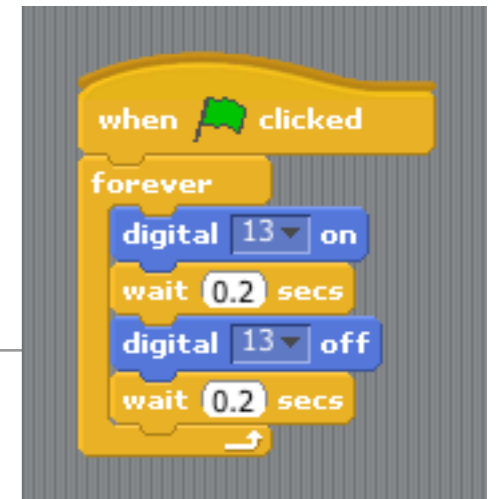 when clicked
forever
digital 13 on
wait 0.2 secs
digital 13 off
wait 0.2 secs